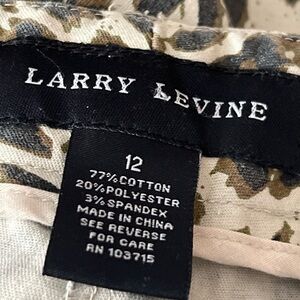 LARRY LEVINE
12
77%COTTON
20%POLYESTER
3%SPANDEX
MADE IN CHINA
SEE REVERSE
FOR CARE
RN 103715